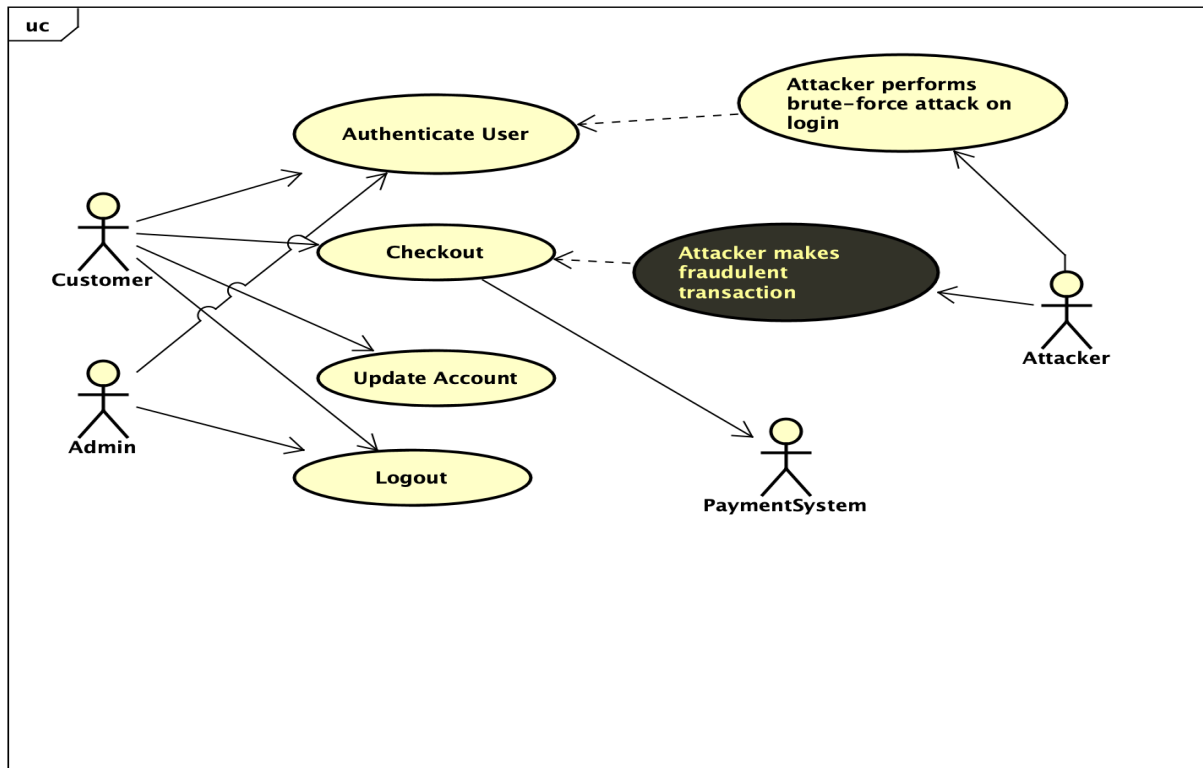 uc
Attacker performs
brute-force attack on
login
Authenticate User
Customer
Checkout
Attacker makes
fraudulent
transaction
Attacker
Update Account
Admin
Logout
PaymentSystem